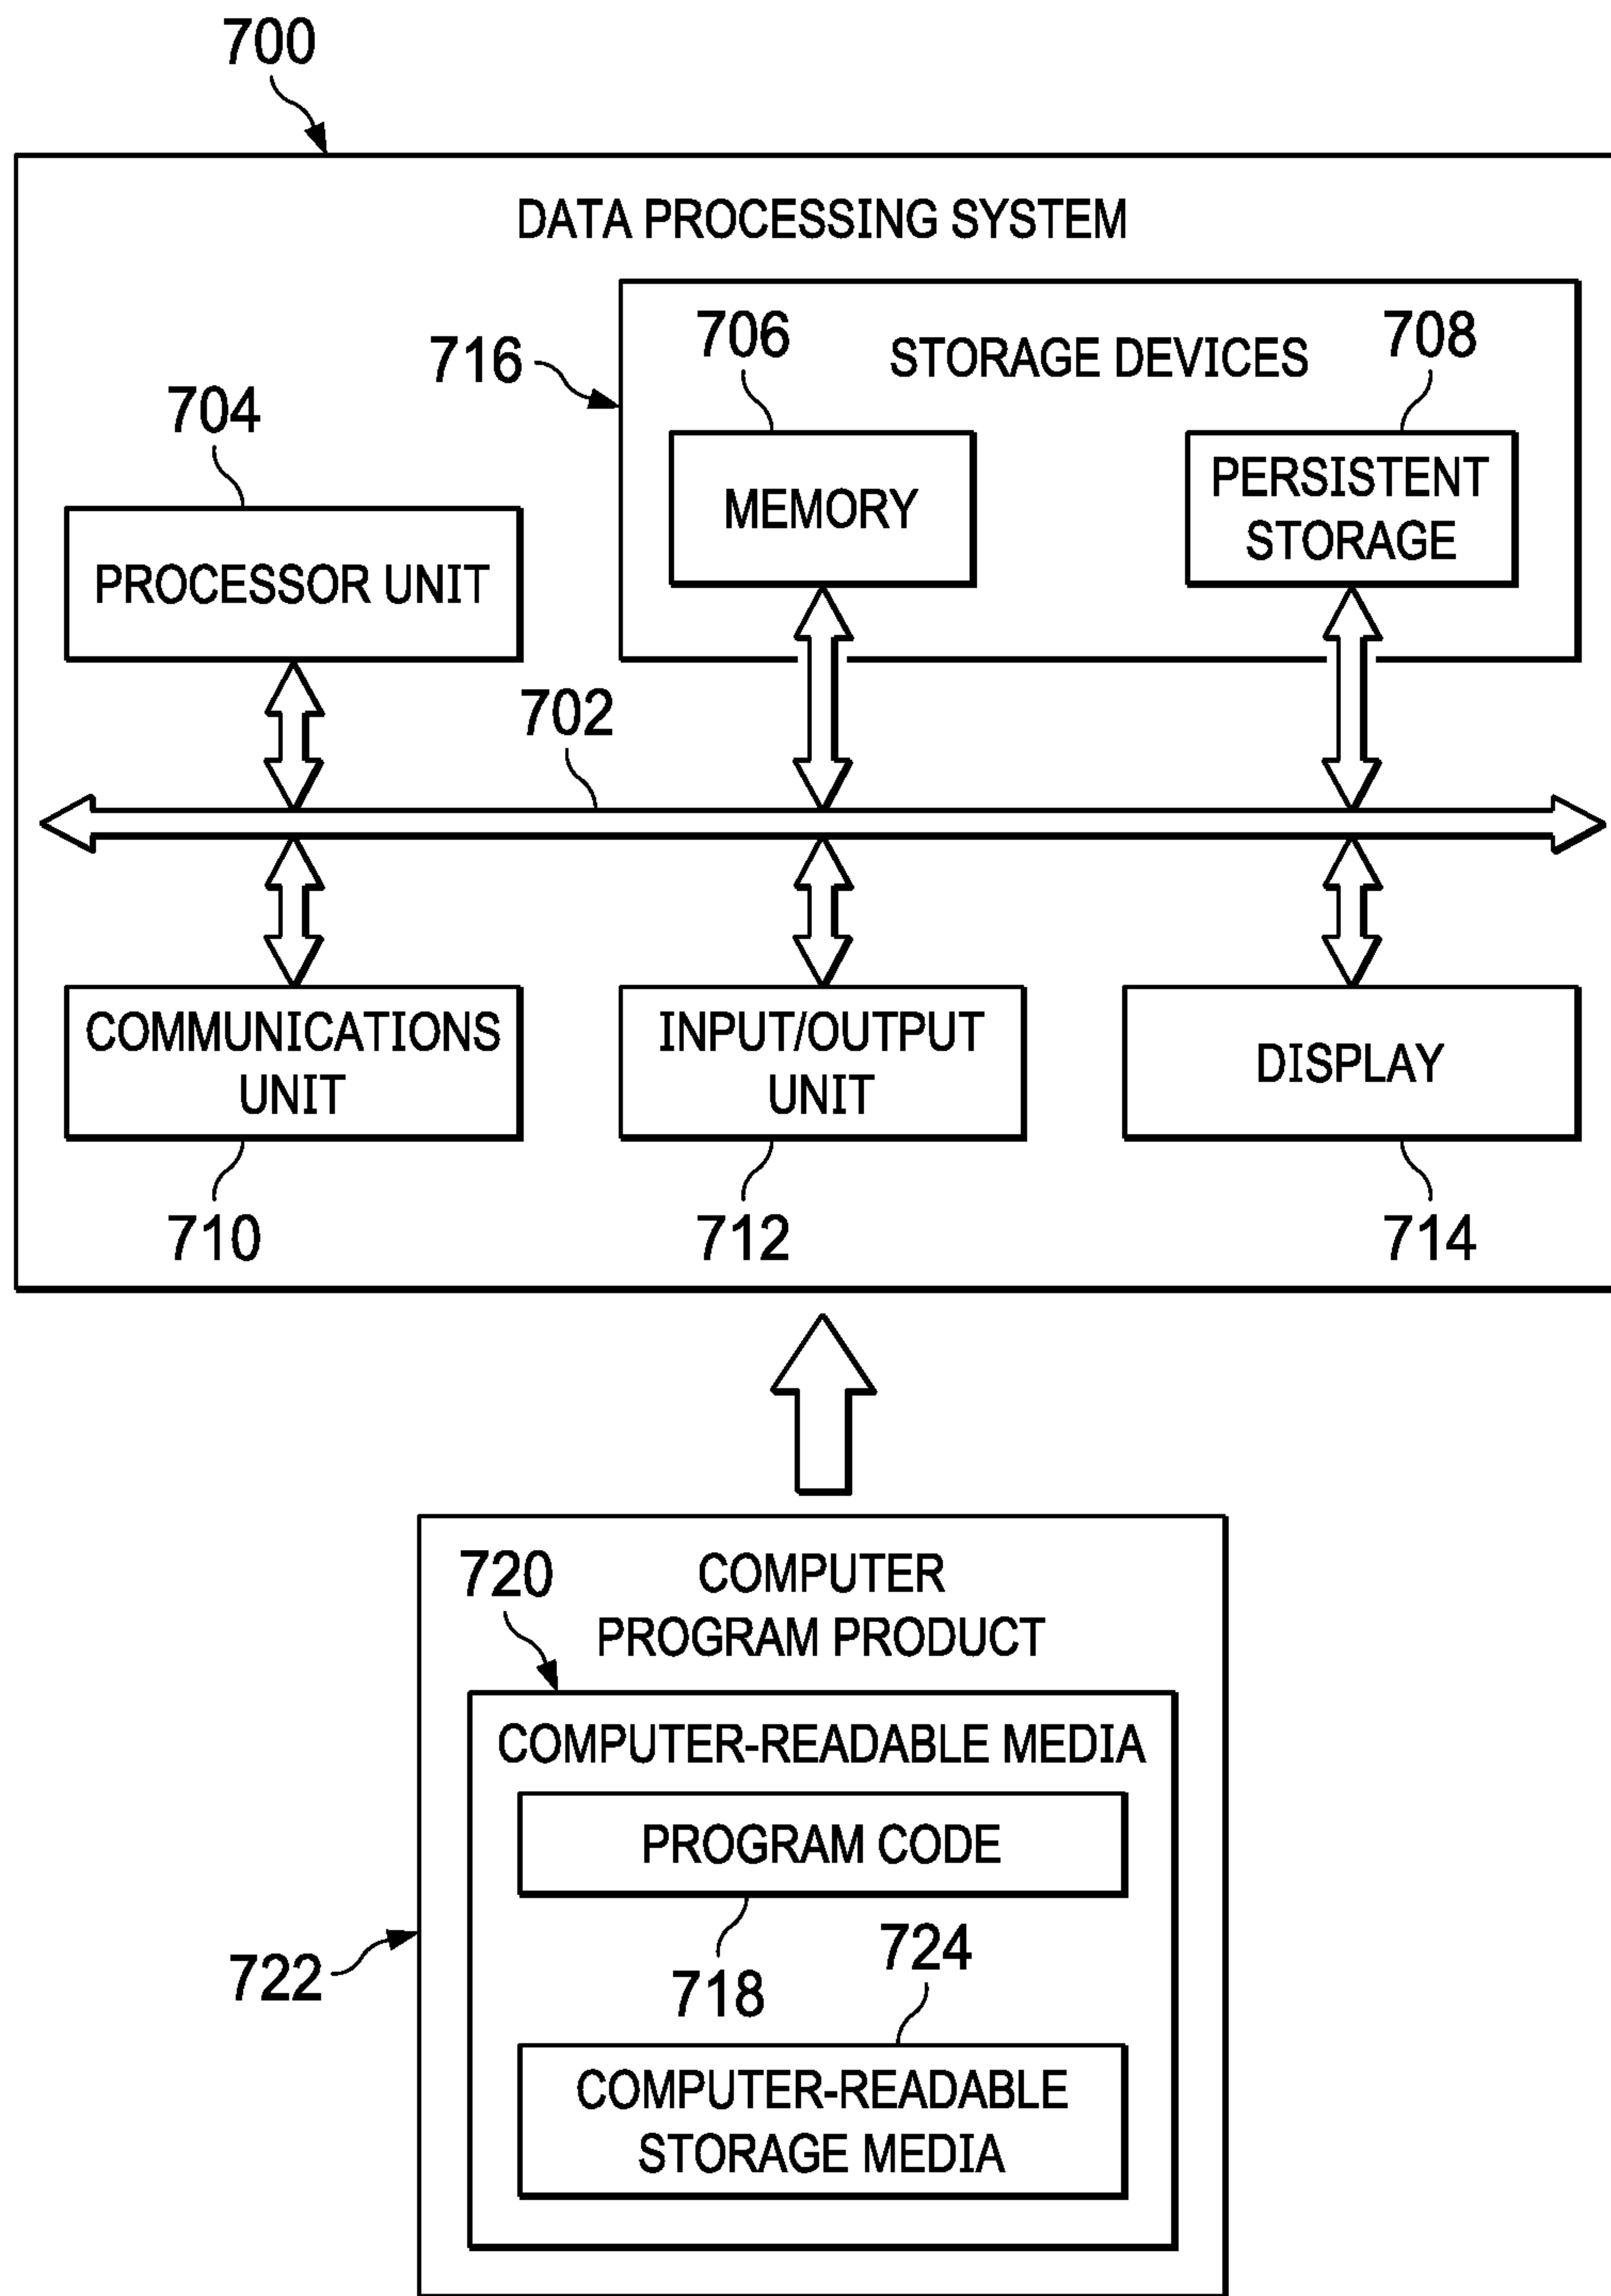 700
DATA PROCESSING SYSTEM
716
706
STORAGE DEVICES
708
704
MEMORY
PERSISTENT
STORAGE
PROCESSOR UNIT
702
COMMUNICATIONS
UNIT
INPUT/OUTPUT
UNIT
DISPLAY
710
712
714
720
COMPUTER
PROGRAM PRODUCT
COMPUTER-READABLE MEDIA
PROGRAM CODE
722
718
724
COMPUTER-READABLE
STORAGE MEDIA